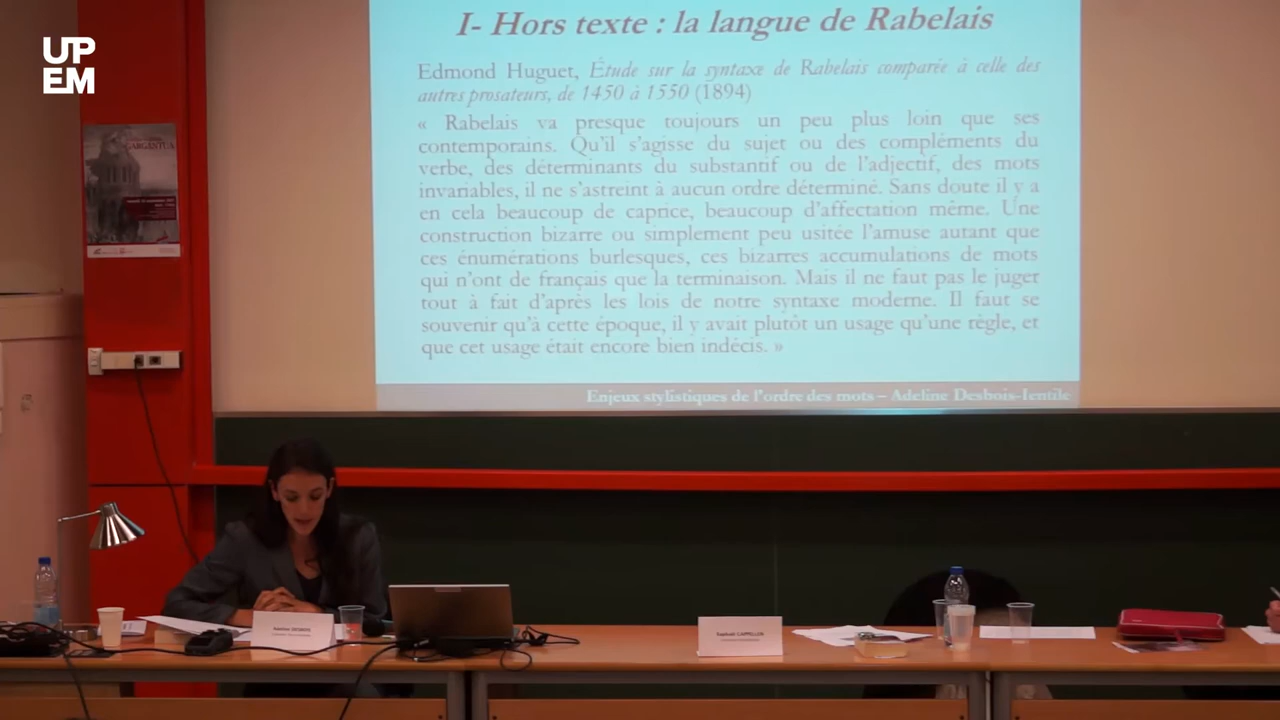 UP
EM
I- Hors texte : la langue de Rabelais
Edmond Huguet, Étude sur la syntaxe de Rabelais comparée à celle des
autres prosateurs, de 1450 à 1550 (1894)
« Rabelais va presque toujours un peu plus loin que ses
contemporains. Qu'il s'agisse du sujet ou des compléments du
verbe, des déterminants du substantif ou de l'adjectif, des mots
invariables, il ne s'astreint à aucun ordre déterminé. Sans doute il y a
en cela beaucoup de caprice, beaucoup d'affectation même. Une
construction bizarre ou simplement peu usitée l'amuse autant que
ces énumérations burlesques, ces bizarres accumulations de mots
qui n'ont de français que la terminaison. Mais il ne faut pas le juger
tout à fait d'après les lois de notre syntaxe moderne. Il faut se
souvenir qu'à cette époque, il y avait plutôt un usage qu'une règle, et
que cet usage était encore bien indécis. »
Enjeux stylistiques de l'ordre des mots – Adeline Desbois-Ientile
GARGANTUA
Adeline DESBOIS
Raphaël CAPPELLEN